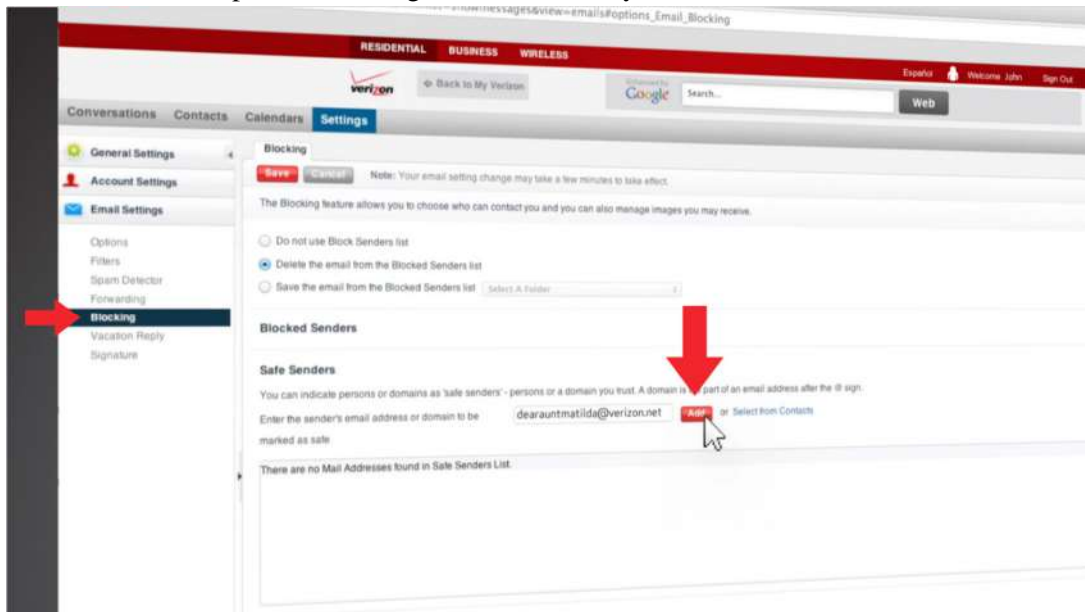 =showmessages&view=emails#options_Email_Blocking
RESIDENTIAL BUSINESS WIRELESS
Español Welcome John Sign Out
verizon Back to My Verizon Google Search... Web
Conversations Contacts Calendars Settings
General Settings
Account Settings
Email Settings
Options
Filters
Spam Detector
Forwarding
Blocking
Vacation Reply
Signature
Blocking
Save Cancel Note: Your email setting change may take a few minutes to take effect.
The Blocking feature allows you to choose who can contact you and you can also manage images you may receive.
Do not use Block Senders list
Delete the email from the Blocked Senders list
Save the email from the Blocked Senders list Select A Folder
Blocked Senders
Safe Senders
You can indicate persons or domains as 'safe senders' - persons or a domain you trust. A domain is part of an email address after the @ sign.
Enter the sender's email address or domain to be dearauntmatilda@verizon.net Add or Select from Contacts
marked as safe
There are no Mail Addresses found in Safe Senders List.